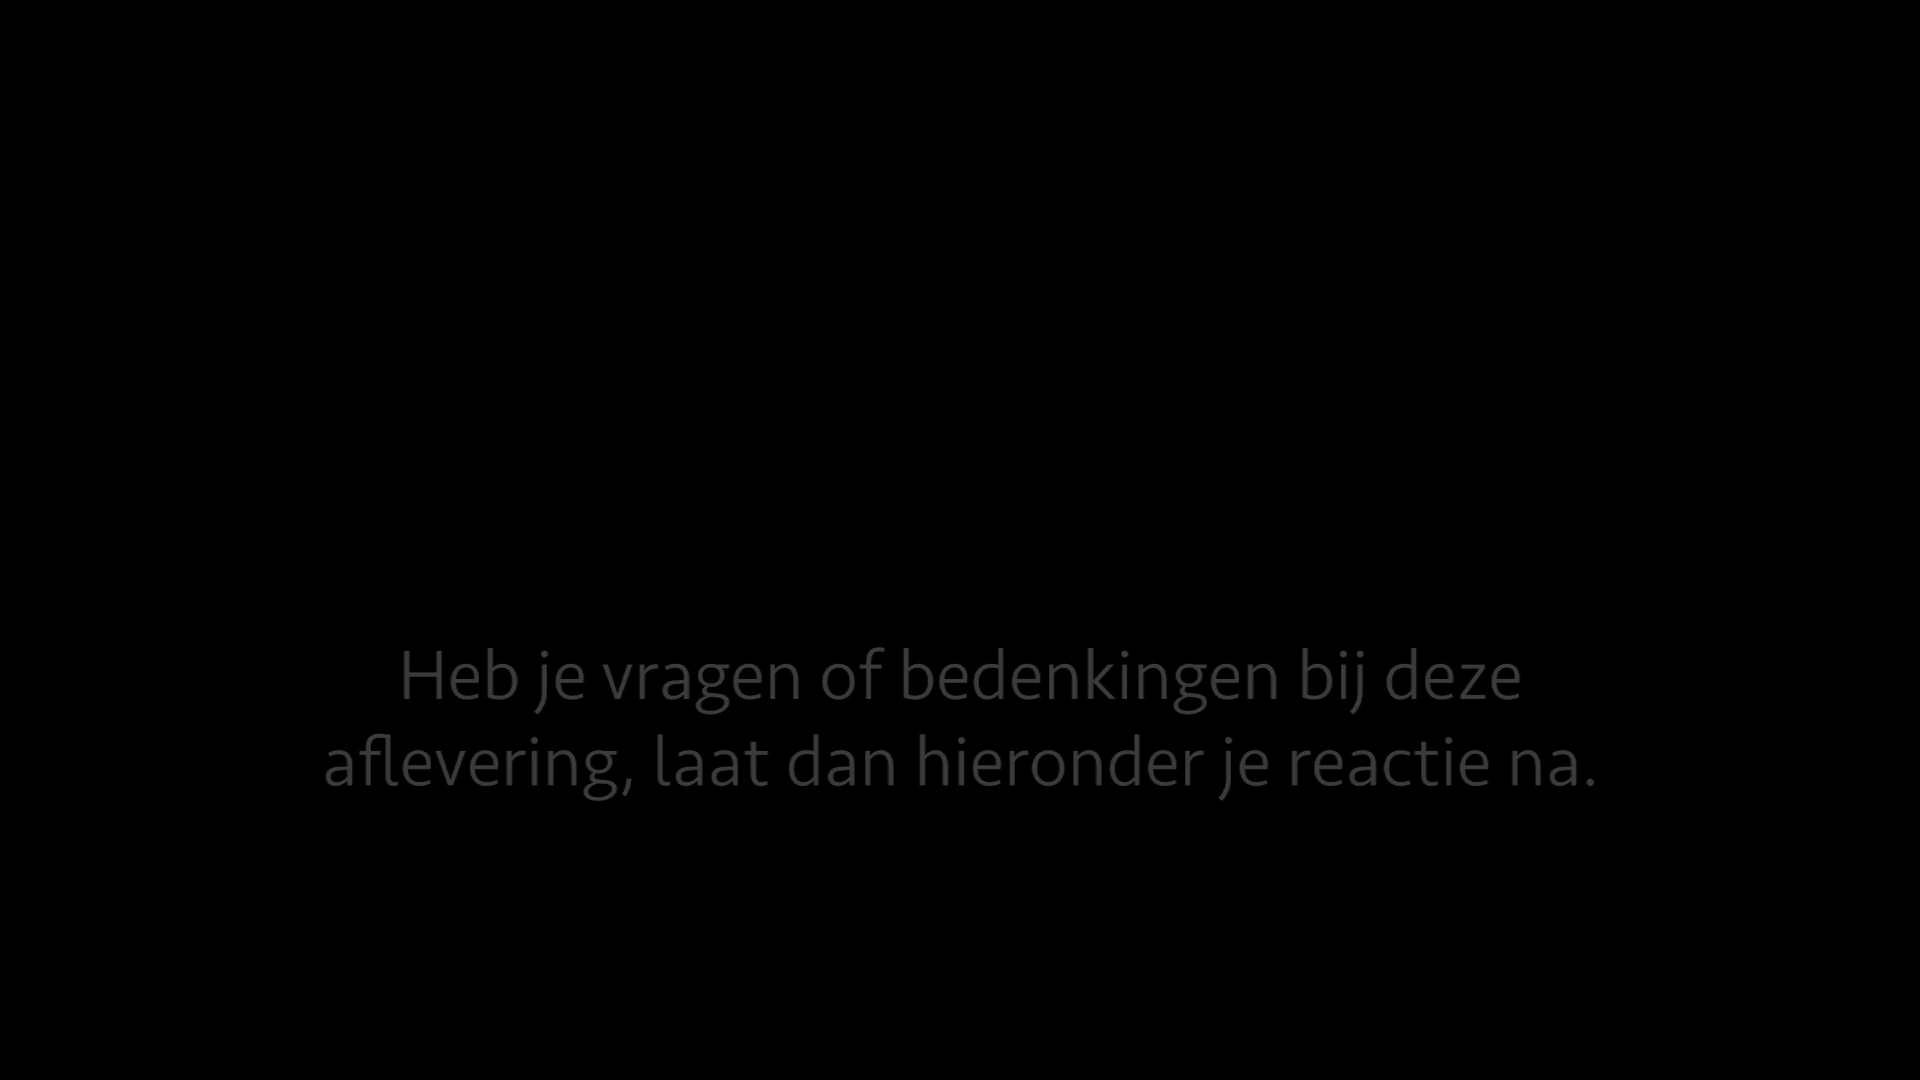 Heb je vragen of bedenkingen bij deze
aflevering, laat dan hieronder je reactie na.